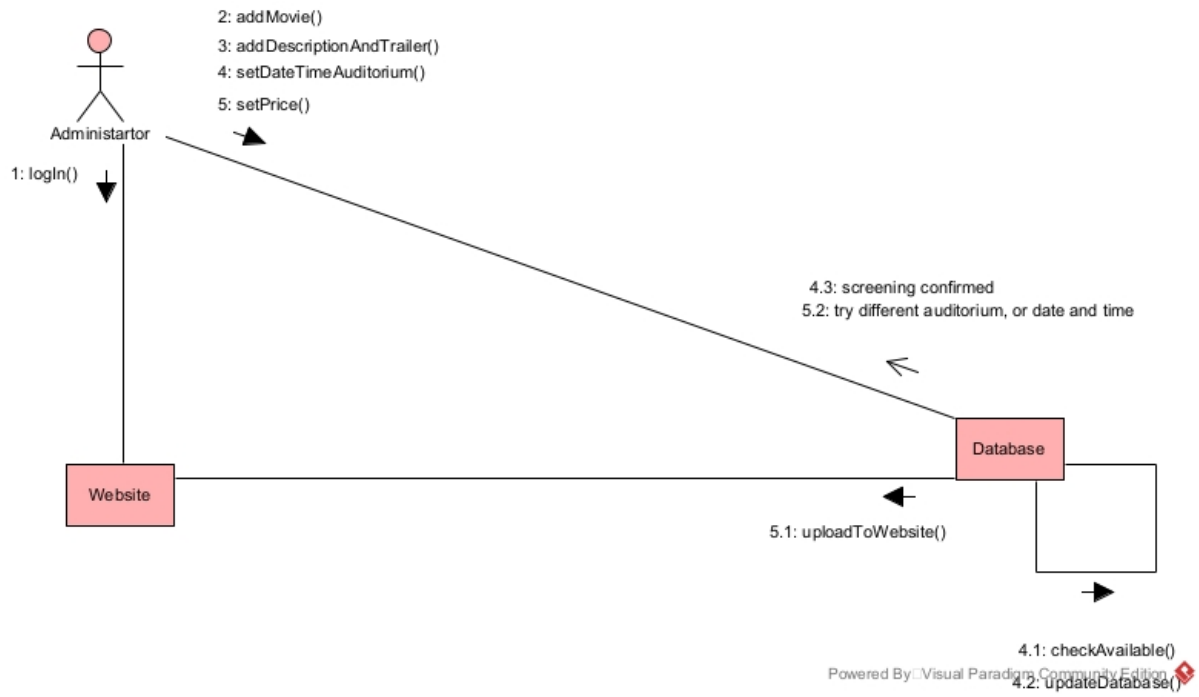 2: addMovie()
3: addDescriptionAndTrailer()
4: setDateTimeAuditorium()
5: setPrice()
Administartor
1: logIn()
4.3: screening confirmed
5.2: try different auditorium, or date and time
Database
Website
5.1: uploadToWebsite()
4.1: checkAvailable()
Powered By Visual Paradigm Community Edition
4.2: updateDatabase()